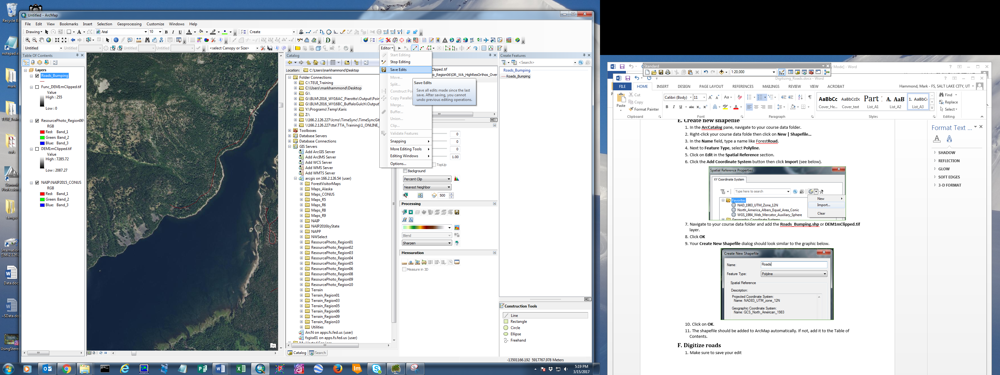 Recycle B
notepad.e
mark
TEUI_Train
usfs
Summit
Profession
tempo
Internation
(166.2.126.
Data.doc
~$Data.do
UsingStere
Untitled - ArcMap
File Edit View Bookmarks Insert Selection Geoprocessing Customize Windows Help
Drawing Arial 10 B I U A Create
Untitled Untitled Untitled Untitled <select Canopy or Size> Editor
Table Of Contents
Layers
Roads_Bumping
Func_DEM1mClipped.tif
Value
High : 255
Low : 0
ResourcePhoto_Region06\
RGB
Red: Band_1
Green: Band_2
Blue: Band_3
DEM1mClipped.tif
Value
High : 7285.72
Low : 2087.27
NAIP\NAIP2015_CONUS
RGB
Red: Band_1
Green: Band_2
Blue: Band_3
Catalog
Location: C:\Users\markhammond\Desktop
Folder Connections
C:\TEUI_Training
C:\Users\markhammond\Desktop
G:\
G:\BLM\2016_WY16AC_Pierotto\Output\Poin
G:\BLM\2016_WY16BC_BuffaloGulch\Output\
Y:\Programs\Temp\Karis
Z:\
\\166.2.126.227\lcms\TimeSync\TimeSyncGit
\\166.2.126.227\tta\TTA_Training\1_ONLINE_
Toolboxes
Database Servers
Database Connections
GIS Servers
Add ArcGIS Server
Add ArcIMS Server
Add WCS Server
Add WMS Server
Add WMTS Server
arcgis on 166.2.126.54 (user)
ForestVisitorMaps
Maps_Alaska
Maps_CONUS
Maps_R5
Maps_R6
Maps_R8
Maps_R9
NAIP
NAIP2016byState
NAPP
NWSelect
ResourcePhoto_Region01
ResourcePhoto_Region02
ResourcePhoto_Region03
ResourcePhoto_Region04
ResourcePhoto_Region05
ResourcePhoto_Region06
ResourcePhoto_Region08
ResourcePhoto_Region09
ResourcePhoto_Region10
Terrain
Terrain_Region01
Terrain_Region03
Terrain_Region05
Terrain_Region06
Terrain_Region09
Terrain_Region10
Utilities
ArcN on apps.fs.fed.us (user)
fsgisx01 on apps.fs.fed.us (user)
Catalog Search
Start Editing
Stop Editing
Save Edits
Move...
Split...
Construct Poi
Copy Parallel
Merge...
Buffer...
Union...
Clip...
Validate Features
Snapping
More Editing Tools
Editing Windows
Options...
Save Edits
Save all edits made since the last
save. After saving, you cannot
undo previous editing operations.
Clipped.tif
o_Region06\OR_WA_HighResOrthos_Over
0
0
0
1.00
TopUp
Background
Percent Clip
Nearest Neighbor
500
Processing
Blend
Sharpen
Mensuration
Measure in 3D
Create Features
<Search>
Roads_Bumping
Roads_Bumping
Construction Tools
Line
Rectangle
Circle
Ellipse
Freehand
-13501166.192 5917767.978 Meters
5:19 PM
3/15/2017
y Mode] - Word
Standard
1:20,000
Digitizing_Roads.docx - Word
FILE HOME INSERT DESIGN PAGE LAYOUT REFERENCES MAILINGS REVIEW VIEW ACROBAT Hammond, Mark - FS, SALT LAKE CITY, UT
Paste
Cut
Copy
Format Painter
Clipboard
Calibri (Body) 11
B I U abc
Font
Paragraph
AaBbCc AaBbCcDc Part 1 A. AaB 1. AaBbC
Cover_He... Cover_text List_A1 List_A2 List_A3
Styles
Find
Replace
Select
Editing
E. Create new shapefile
1. In the ArcCatalog pane, navigate to your course data folder.
2. Right-click your course data folde then click on New | Shapefile...
3. In the Name field, type a name like ForestRoad.
4. Next to Feature Type, select Polyline.
5. Click on Edit in the Spatial Reference section.
6. Click the Add Coordinate System button then click Import (see below).
Spatial Reference Properties
XY Coordinate System
Type here to search
Favorites
NAD_1983_UTM_Zone_12N
North_America_Albers_Equal_Area_Conic
WGS_1984_Web_Mercator_Auxiliary_Sphere
Geographic Coordinate Systems
New
Import...
Clear
7. Navigate to your course data folder and add the Roads_Bumping.shp or DEM1mClipped.tif
layer.
8. Click OK
9. Your Create New Shapefile dialog should look similar to the graphic below.
Create New Shapefile
Name: Roads
Feature Type: Polyline
Spatial Reference
Description:
Projected Coordinate System:
Name: NAD83_UTM_zone_12N
Geographic Coordinate System:
Name: GCS_North_American_1983
10. Click on OK.
11. The shapefile should be added to ArcMap automatically. If not, add it to the Table of
Contents.
F. Digitize roads
1. Make sure to save your edit
Format Text ...
SHADOW
REFLECTION
GLOW
SOFT EDGES
3-D FORMAT